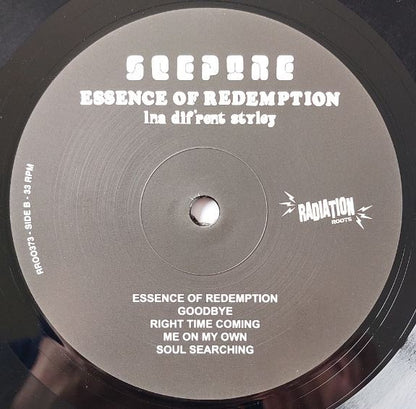 SCEPTRE
ESSENCE OF REDEMPTION
Ina dif'rent styley
RROO373 - SIDE B - 33 RPM
RADIATION
ROOTS
ESSENCE OF REDEMPTION
GOODBYE
RIGHT TIME COMING
ME ON MY OWN
SOUL SEARCHING